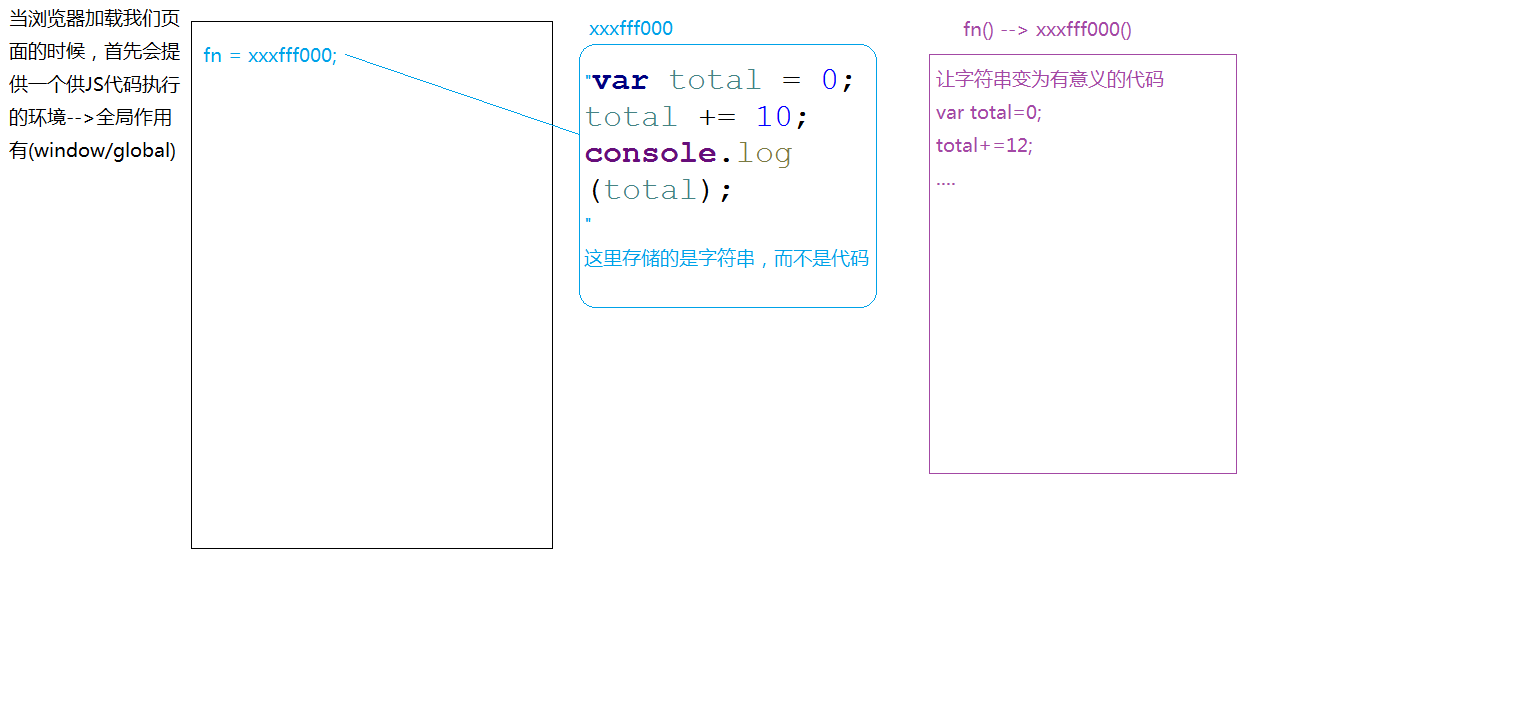 当浏览器加载我们页
面的时候，首先会提
供一个供JS代码执行
的环境-->全局作用
有(window/global)
fn = xxxfff000;
xxxfff000
"var total = 0;
total += 10;
console.log
(total);
"
这里存储的是字符串，而不是代码
fn() --> xxxfff000()
让字符串变为有意义的代码
var total=0;
total+=12;
....